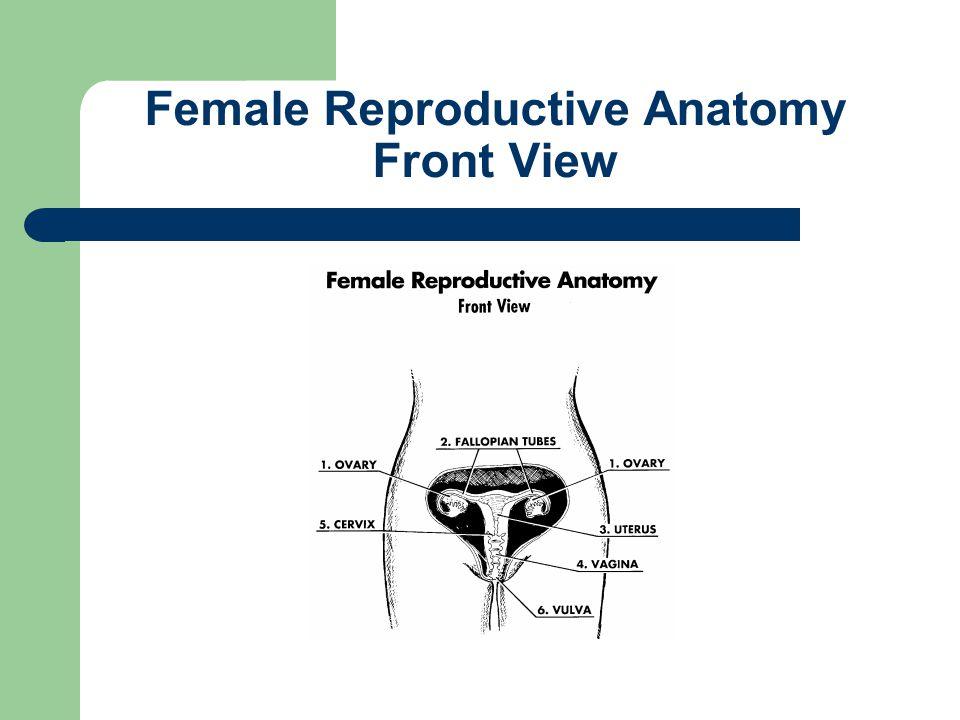 Female Reproductive Anatomy
Front View
Female Reproductive Anatomy
Front View
2. FALLOPIAN TUBES
1. OVARY
1. OVARY
5. CERVIX
3. UTERUS
4. VAGINA
6. VULVA